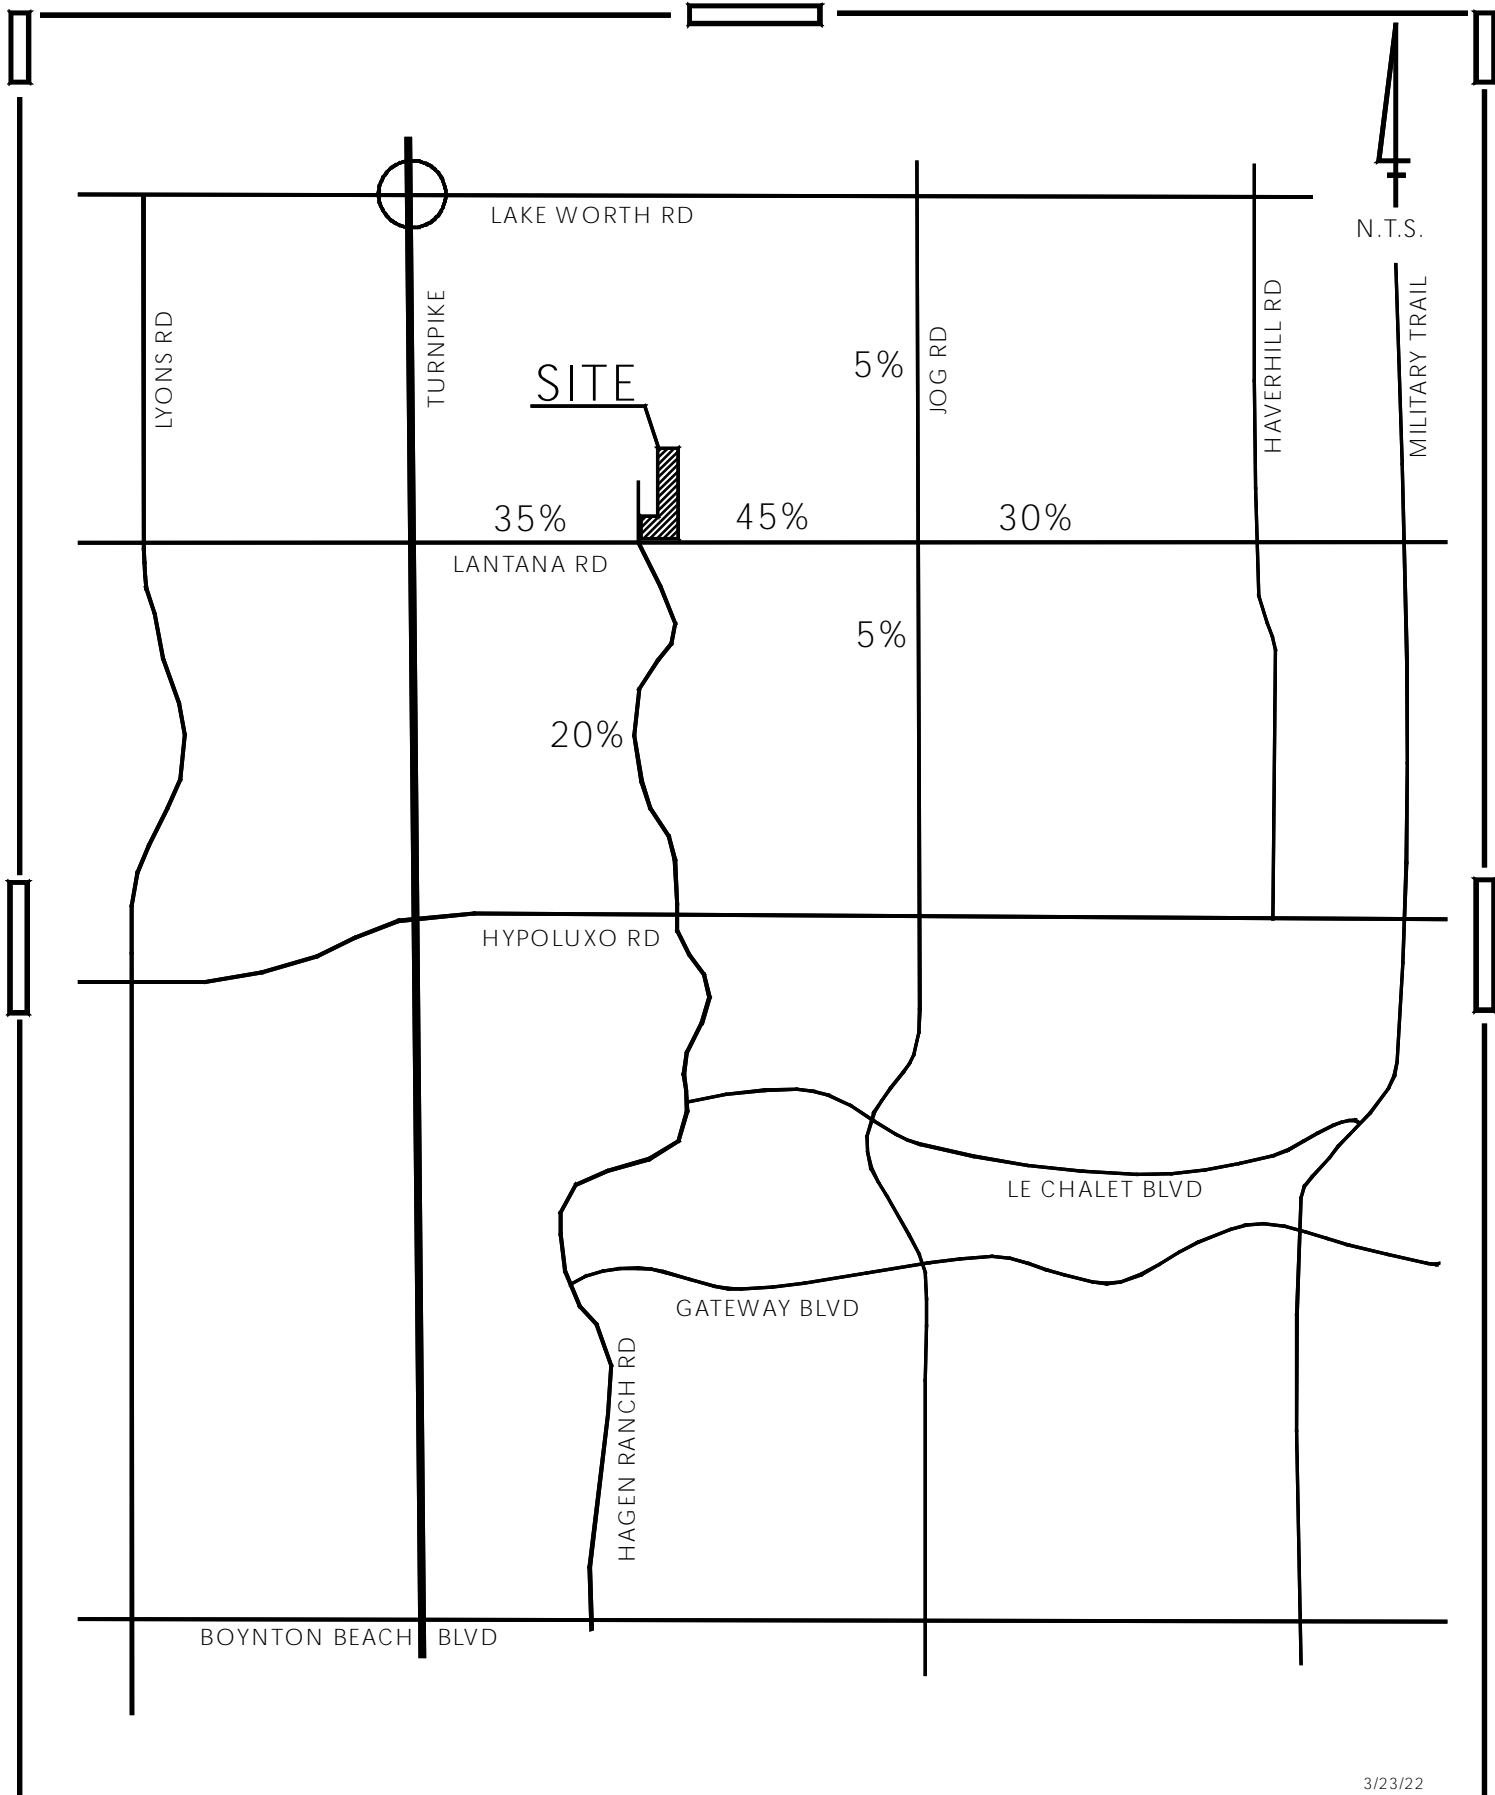 LAKE WORTH RD
N.T.S.
LYONS RD
TURNPIKE
SITE
5%
JOG RD
HAVERHILL RD
MILITARY TRAIL
35%
45%
30%
LANTANA RD
5%
20%
HYPOLUXO RD
LE CHALET BLVD
GATEWAY BLVD
HAGEN RANCH RD
BOYNTON BEACH BLVD
3/23/22